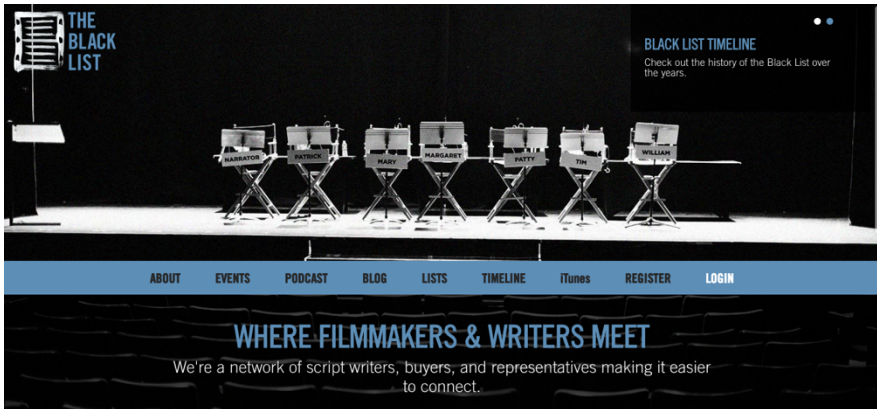 THE
BLACK
LIST
BLACK LIST TIMELINE
Check out the history of the Black List over
the years.
NARRATOR
PATRICK
MARY
MARGARET
PATTY
TIM
WILLIAM
ABOUT EVENTS PODCAST BLOG LISTS TIMELINE iTunes REGISTER LOGIN
WHERE FILMMAKERS & WRITERS MEET
We're a network of script writers, buyers, and representatives making it easier
to connect.